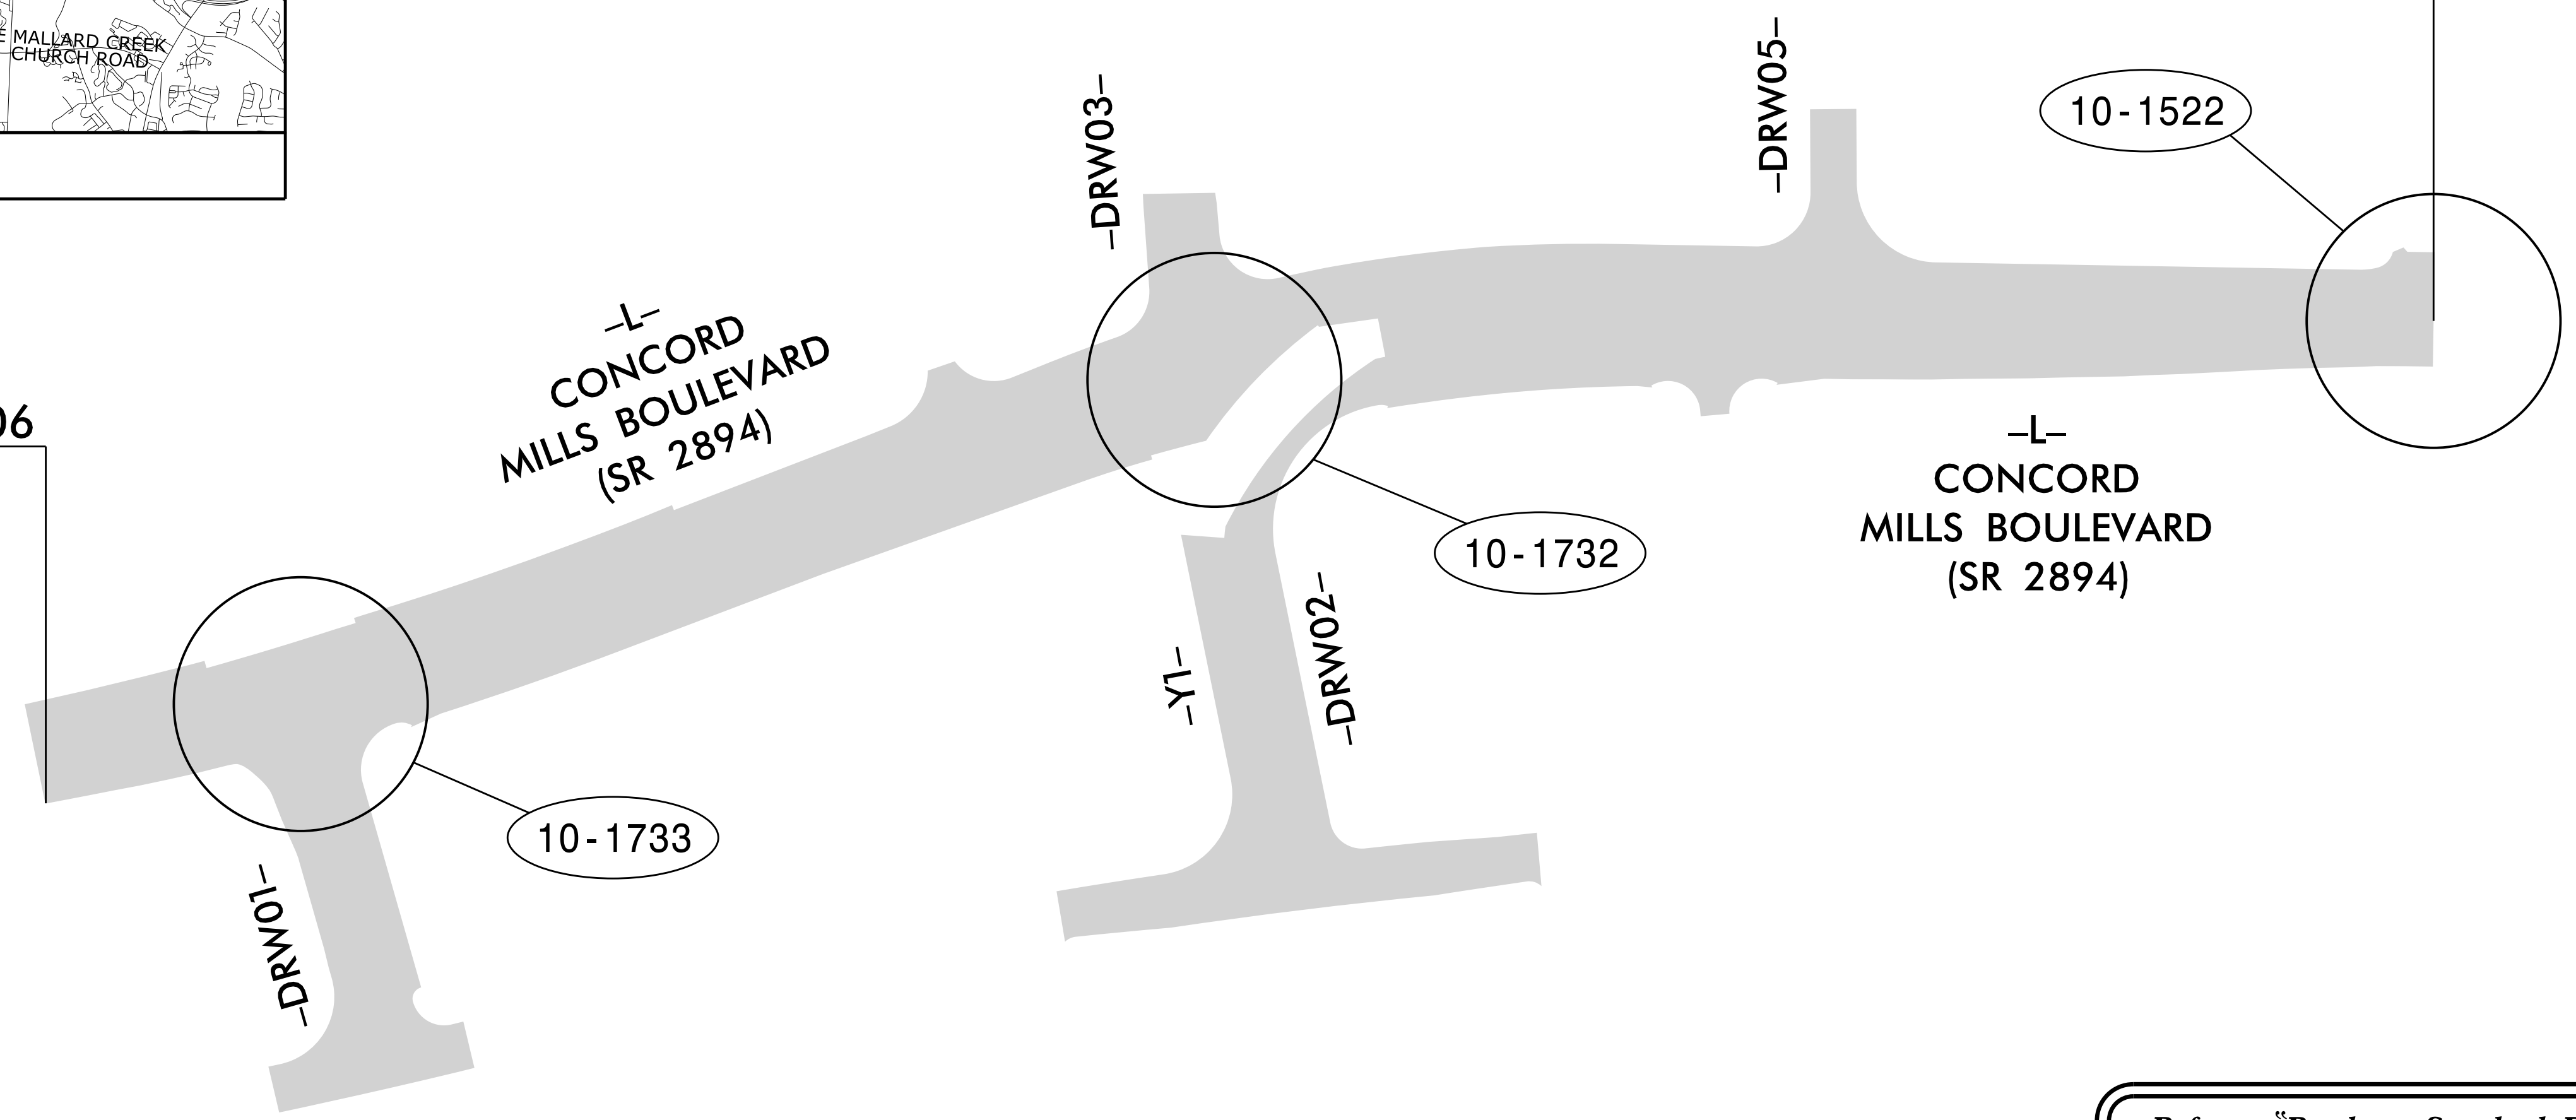 MALLARD CREEK
CHURCH ROAD
–DRW03–
–DRW05–
10-1522
–L–
CONCORD
MILLS BOULEVARD
(SR 2894)
06
–L–
CONCORD
MILLS BOULEVARD
(SR 2894)
10-1732
–Y1–
–DRW02–
10-1733
–DRW01–